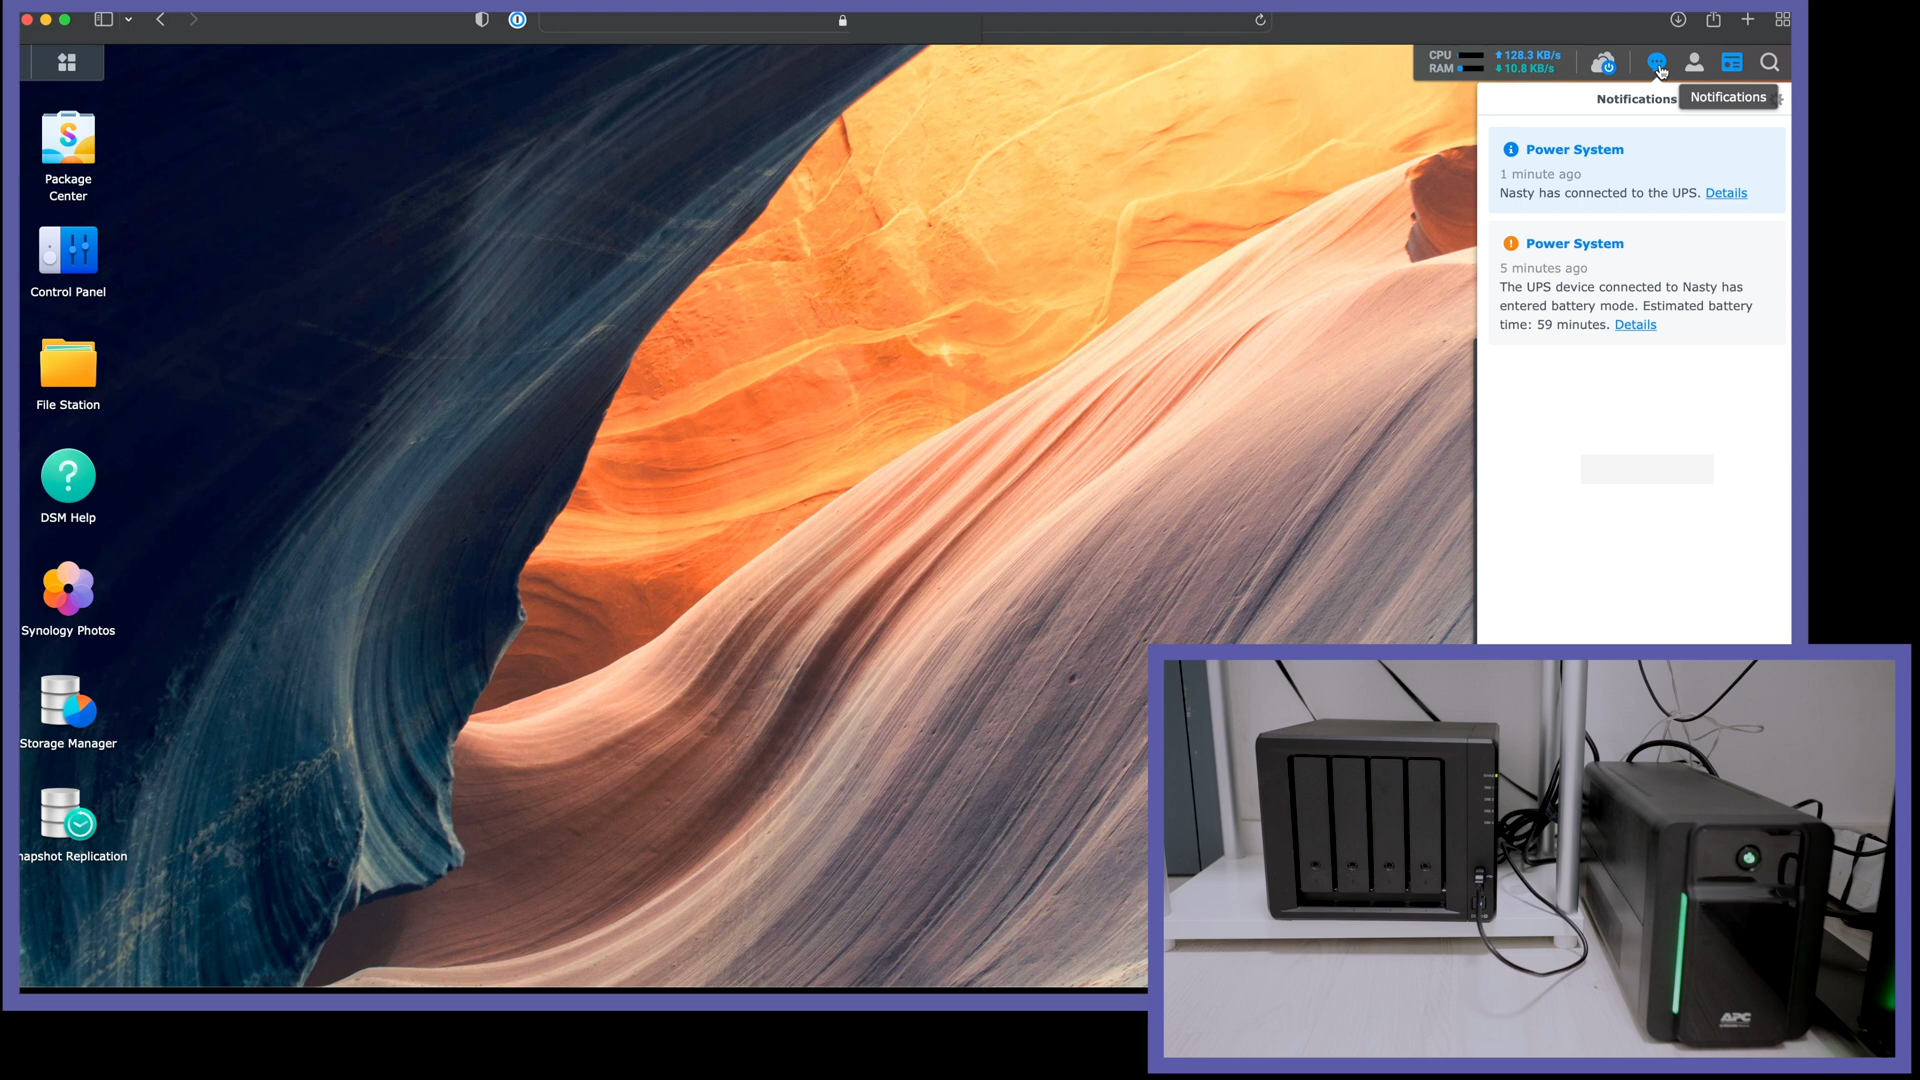 CPU
↑128.3 KB/s
RAM
↓10.8 KB/s
Notifications
Notifications
Power System
1 minute ago
Nasty has connected to the UPS. Details
Power System
5 minutes ago
The UPS device connected to Nasty has
entered battery mode. Estimated battery
time: 59 minutes. Details
Package
Center
Control Panel
File Station
DSM Help
Synology Photos
Storage Manager
napshot Replication
APC